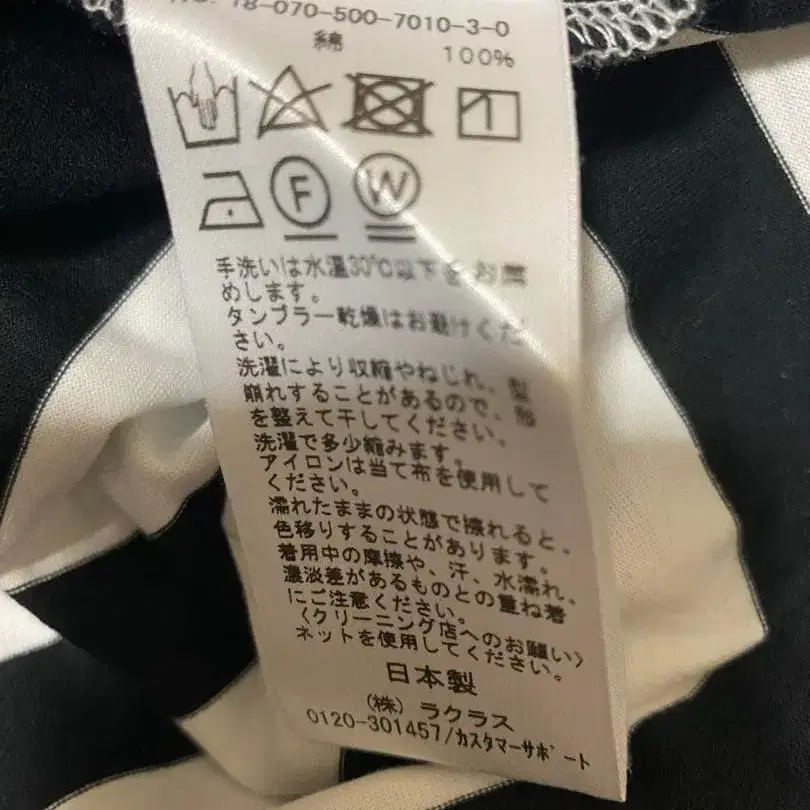 18-070-500-7010-3-0
綿 100%
F W
手洗いは水温30℃以下をお薦
めします。
タンブラー乾燥はお避けくだ
さい。
洗濯により収縮やねじれ、型
崩れすることがあるので、形
を整えて干してください。
洗濯で多少縮みます。
アイロンは当て布を使用して
ください。
濡れたままの状態で擦れると、
色移りすることがあります。
着用中の摩擦や、汗、水濡れ、
濃淡差があるものとの重ね着
にご注意ください。
〈クリーニング店へのお願い〉
ネットを使用してください。
日本製
(株) ラクラス
0120-301457/カスタマーサポート